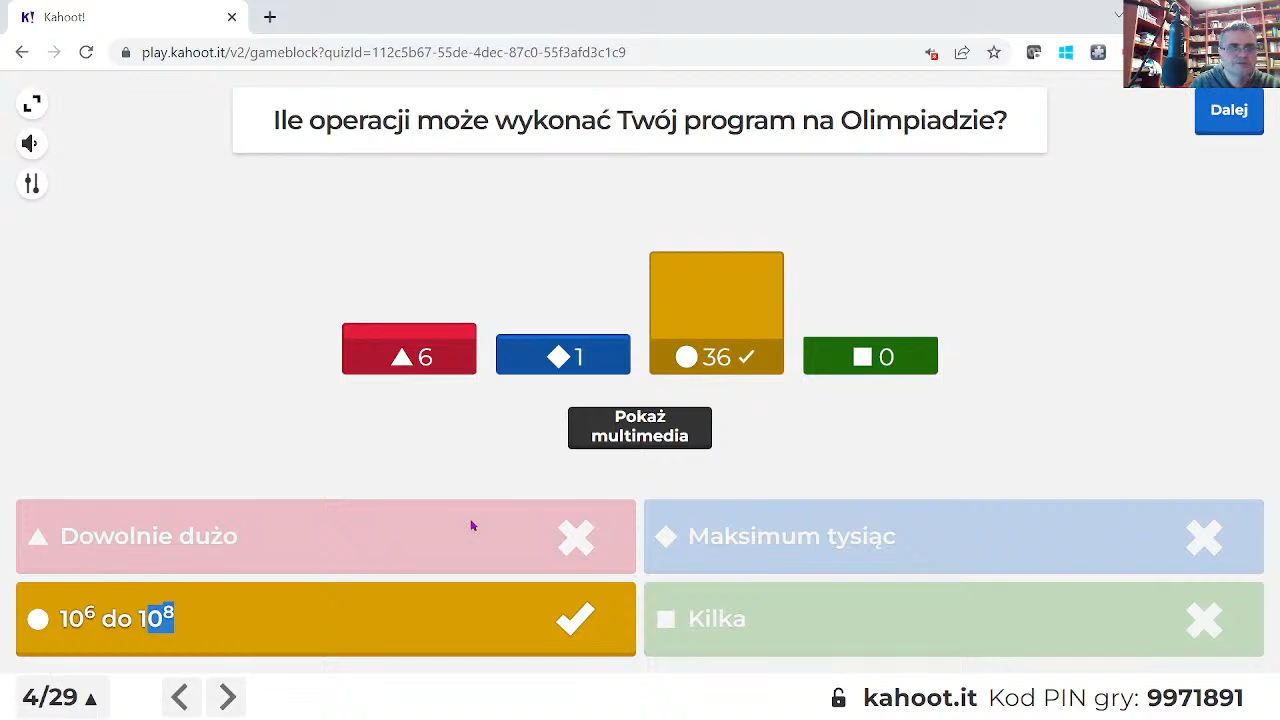 K! Kahoot!
play.kahoot.it/v2/gameblock?quizId=112c5b67-55de-4dec-87c0-55f3afd3c1c9
Ile operacji może wykonać Twój program na Olimpiadzie?
Dalej
6
1
36
0
Pokaż
multimedia
Dowolnie dużo
Maksimum tysiąc
10⁶ do 10⁸
Kilka
4/29
kahoot.it Kod PIN gry: 9971891